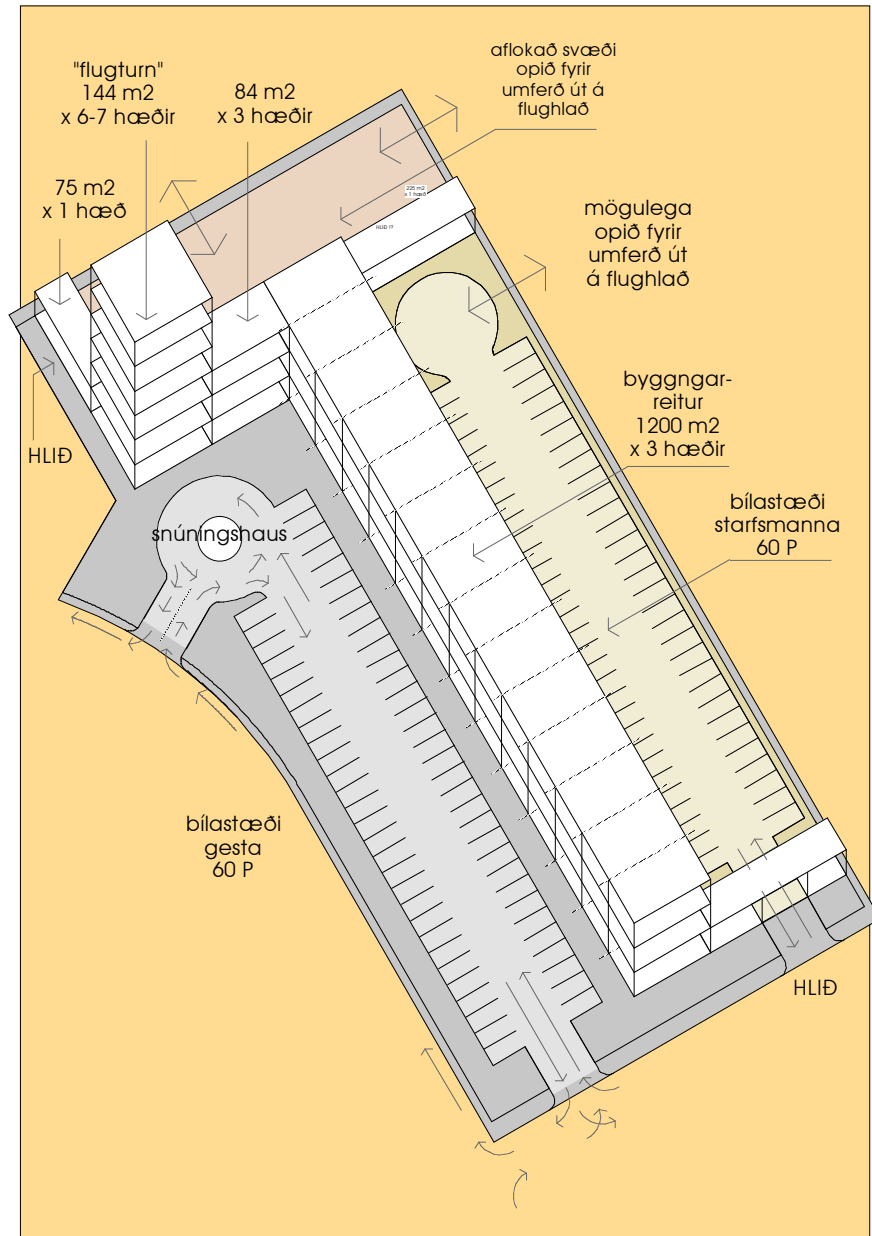 "flugturn"
144 m2
x 6-7 hæðir
84 m2
x 3 hæðir
aflokað svæði
opið fyrir
umferð út á
flughlað
75 m2
x 1 hæð
225 m2
x 1 hæð
HLIÐ !?
mögulega
opið fyrir
umferð út
á flughlað
HLIÐ
byggngar-
reitur
1200 m2
x 3 hæðir
snúningshaus
bílastæði
starfsmanna
60 P
bílastæði
gesta
60 P
HLIÐ